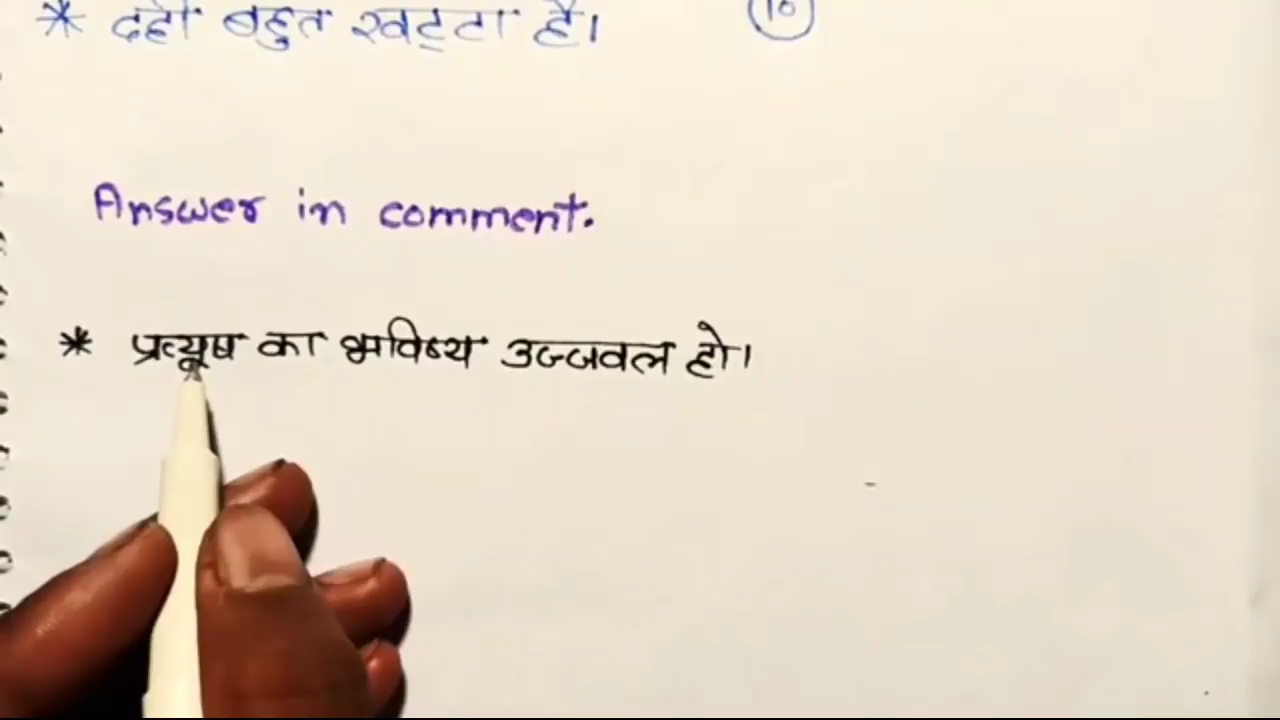 * दही बहुत खट्टा है। 10
Answer in comment.
* प्रत्यूष का भविष्य उज्जवल हो।